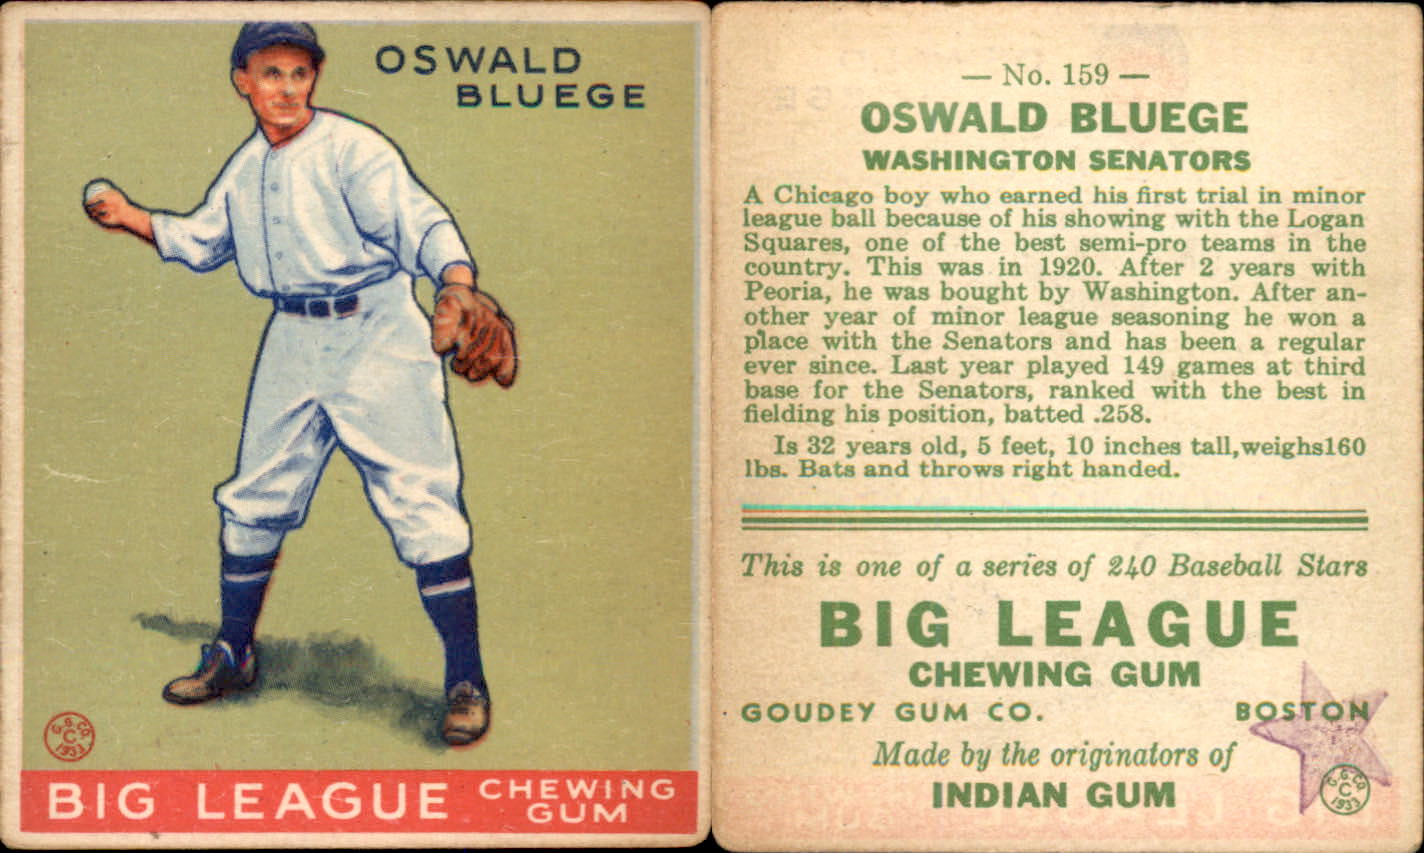 OSWALD
BLUEGE
G.G.CO.
C
1933
BIG LEAGUE CHEWING
GUM
— No. 159 —
OSWALD BLUEGE
WASHINGTON SENATORS
A Chicago boy who earned his first trial in minor
league ball because of his showing with the Logan
Squares, one of the best semi-pro teams in the
country. This was in 1920. After 2 years with
Peoria, he was bought by Washington. After an-
other year of minor league seasoning he won a
place with the Senators and has been a regular
ever since. Last year played 149 games at third
base for the Senators, ranked with the best in
fielding his position, batted .258.
Is 32 years old, 5 feet, 10 inches tall,weighs160
lbs. Bats and throws right handed.
This is one of a series of 240 Baseball Stars
BIG LEAGUE
CHEWING GUM
GOUDEY GUM CO. BOSTON
Made by the originators of
INDIAN GUM
G.G.CO.
C
1933